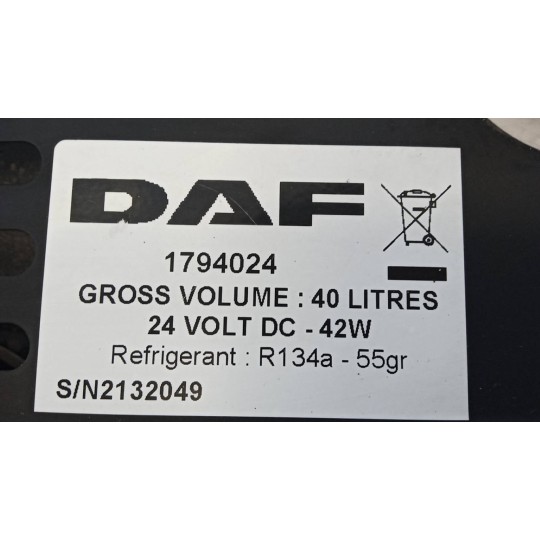 DAF
1794024
GROSS VOLUME : 40 LITRES
24 VOLT DC - 42W
Refrigerant : R134a - 55gr
S/N2132049